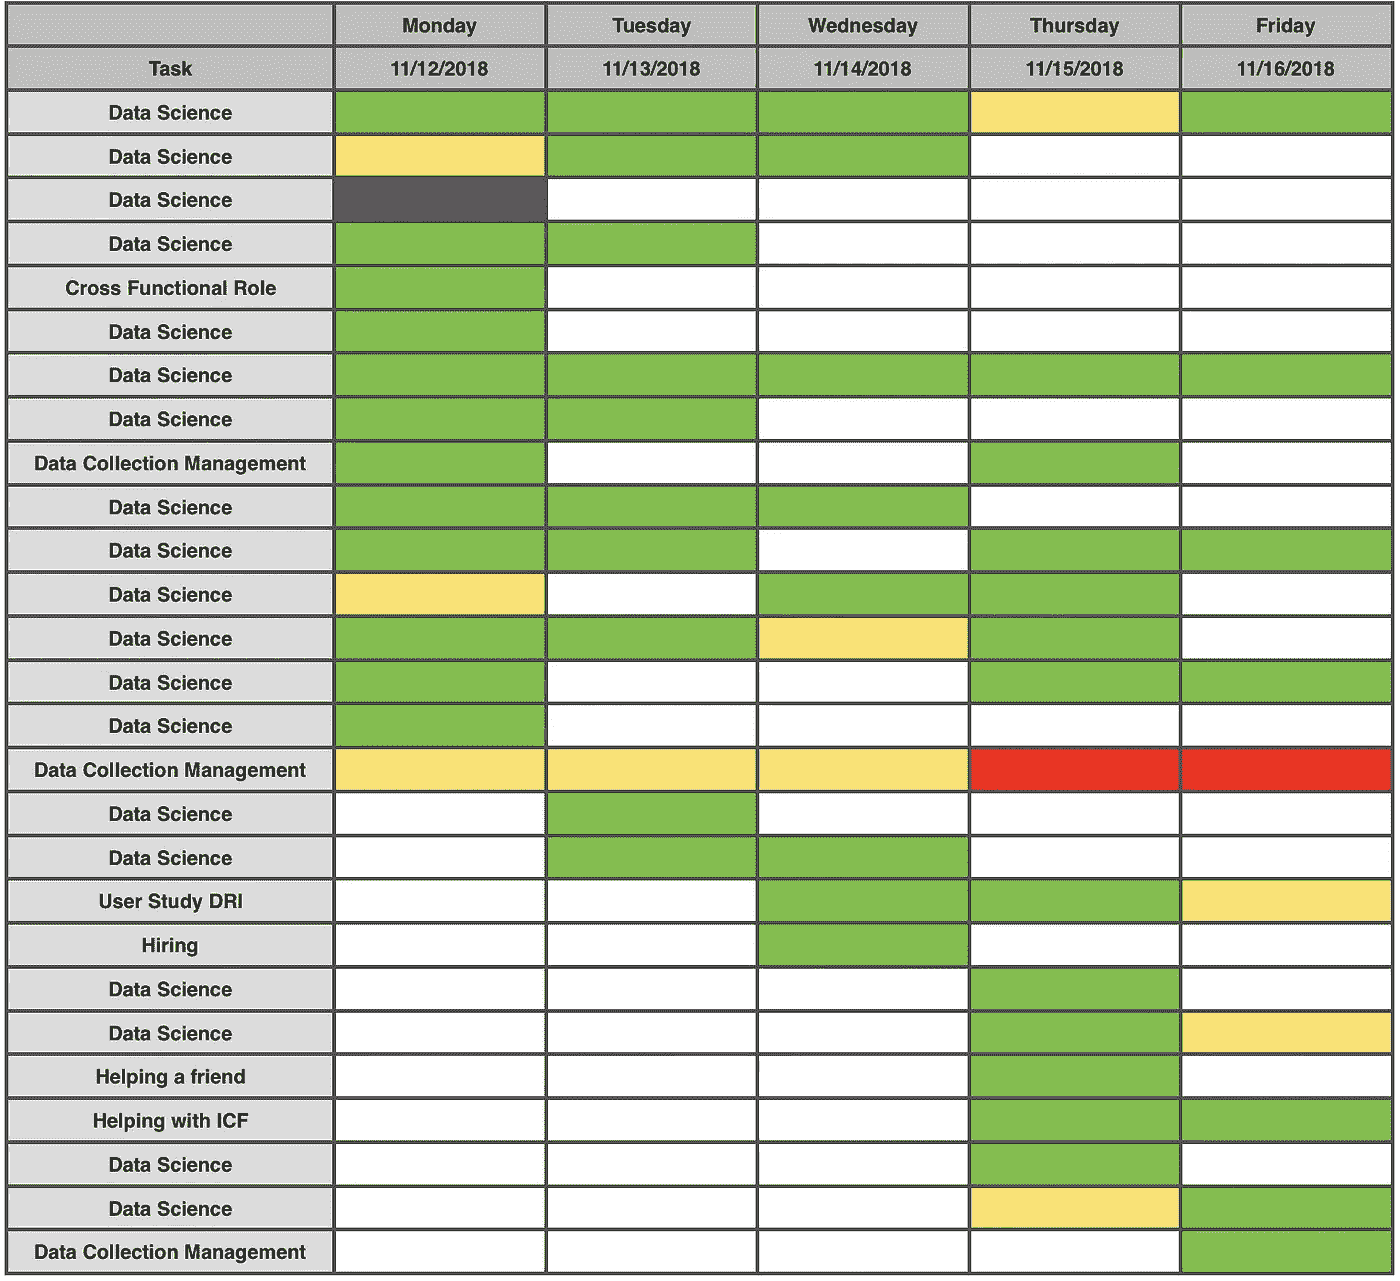 Monday Tuesday Wednesday Thursday Friday
Task 11/12/2018 11/13/2018 11/14/2018 11/15/2018 11/16/2018
Data Science
Data Science
Data Science
Data Science
Cross Functional Role
Data Science
Data Science
Data Science
Data Collection Management
Data Science
Data Science
Data Science
Data Science
Data Science
Data Science
Data Collection Management
Data Science
Data Science
User Study DRI
Hiring
Data Science
Data Science
Helping a friend
Helping with ICF
Data Science
Data Science
Data Collection Management